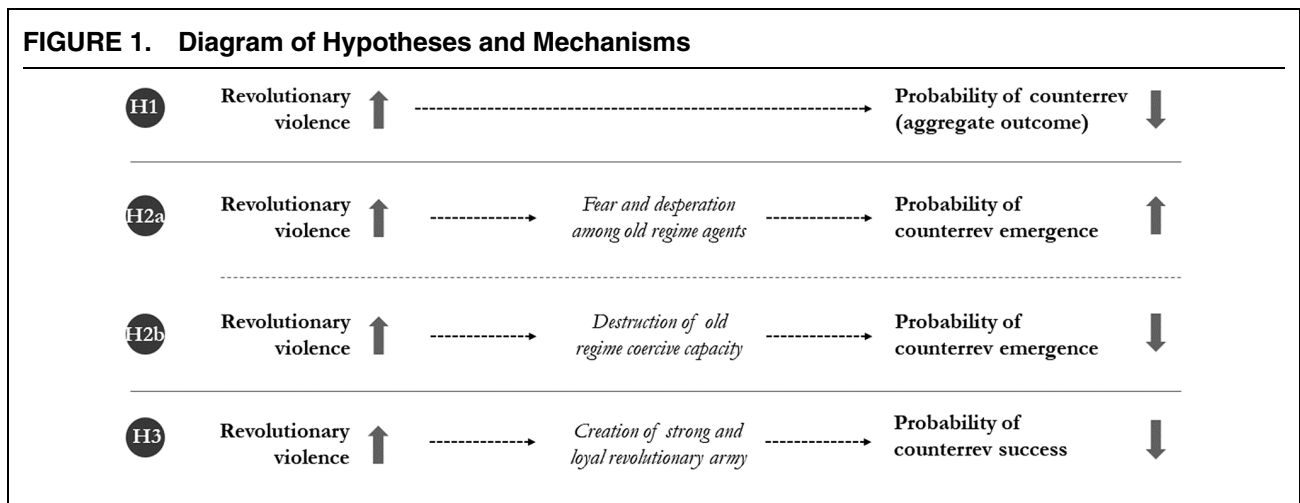 FIGURE 1. Diagram of Hypotheses and Mechanisms
H1
Revolutionary
violence
Probability of counterrev
(aggregate outcome)
H2a
Revolutionary
violence
Fear and desperation
among old regime agents
Probability of
counterrev emergence
H2b
Revolutionary
violence
Destruction of old
regime coercive capacity
Probability of
counterrev emergence
H3
Revolutionary
violence
Creation of strong and
loyal revolutionary army
Probability of
counterrev success